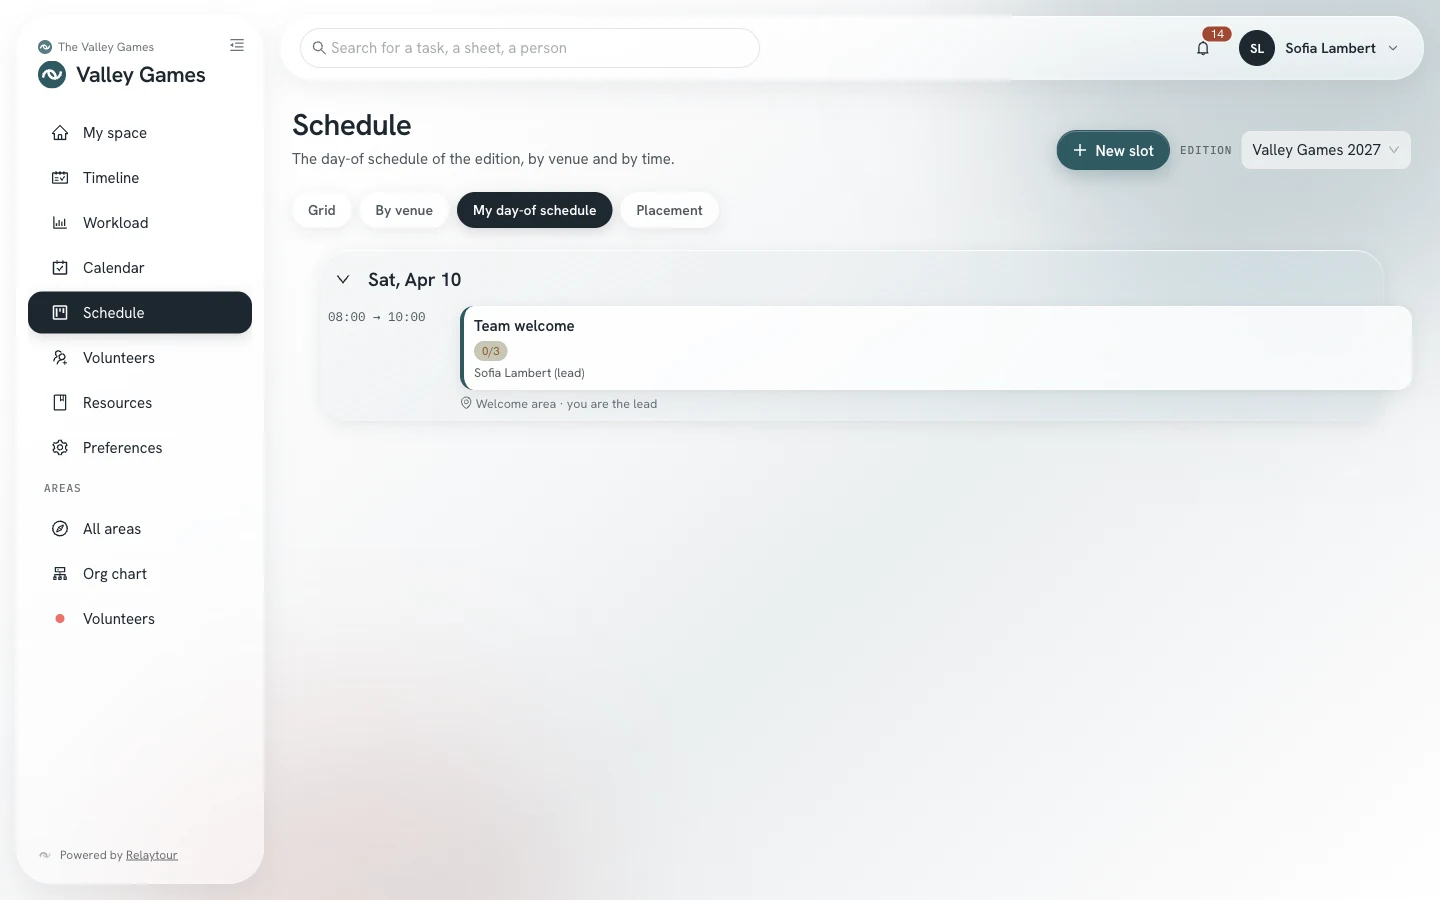 The Valley Games
Valley Games
My space
Timeline
Workload
Calendar
Schedule
Volunteers
Resources
Preferences
AREAS
All areas
Org chart
Volunteers
Powered by Relaytour
Search for a task, a sheet, a person
14
SL
Sofia Lambert
Schedule
The day-of schedule of the edition, by venue and by time.
New slot
EDITION
Valley Games 2027
Grid
By venue
My day-of schedule
Placement
Sat, Apr 10
08:00 → 10:00
Team welcome
0/3
Sofia Lambert (lead)
Welcome area · you are the lead